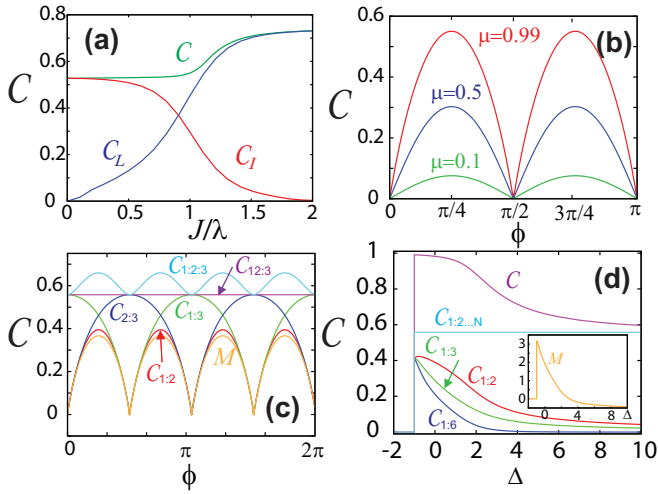 (a)
C
0.8
0.6
0.4
0.2
0
C
C_L
C_I
0 0.5 1 1.5 2
J/λ
(b)
C
0.6
0.3
0
μ=0.99
μ=0.5
μ=0.1
0 π/4 π/2 3π/4 π
ϕ
(c)
C
0.6
0.4
0.2
0
C_{1:2:3}
C_{12:3}
C_{2:3}
C_{1:3}
C_{1:2}
M
0 π 2π
ϕ
(d)
C
1
0.8
0.6
0.4
0.2
0
C
C_{1:2...N}
C_{1:3}
C_{1:2}
C_{1:6}
3
2
1
0
M
0 4 8 Δ
-2 0 2 4 6 8 10
Δ